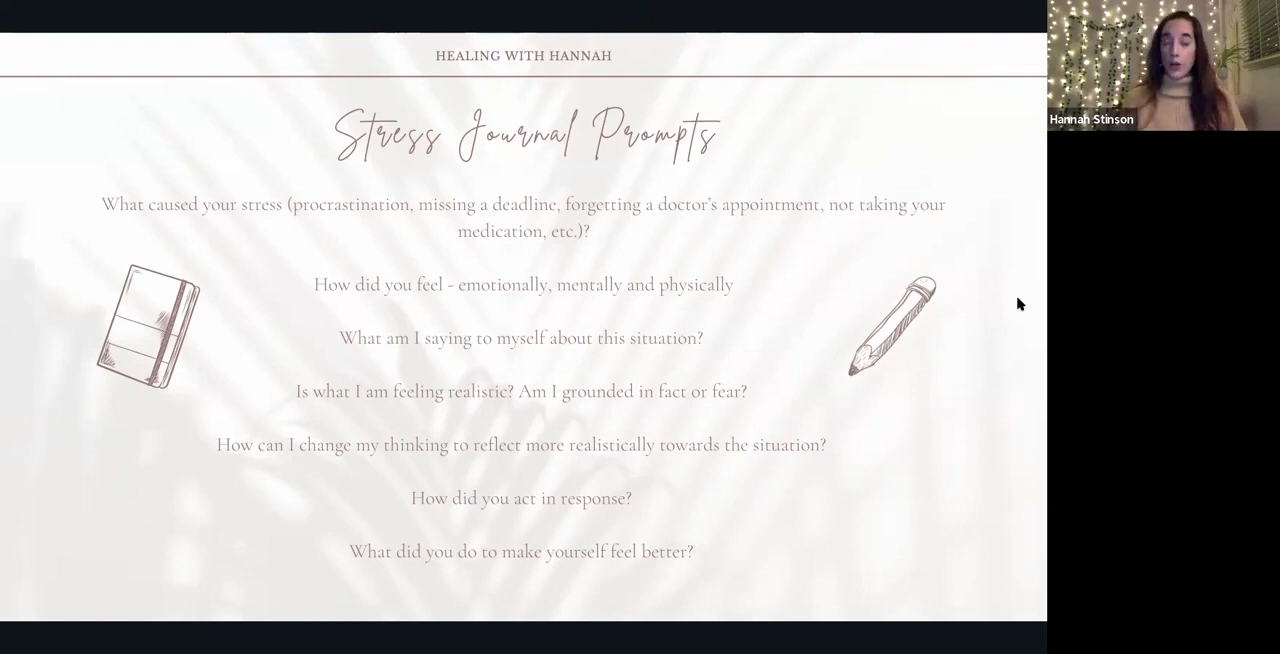 HEALING WITH HANNAH
Hannah Stinson
Stress Journal Prompts
What caused your stress (procrastination, missing a deadline, forgetting a doctor's appointment, not taking your
medication, etc.)?
How did you feel - emotionally, mentally and physically
What am I saying to myself about this situation?
Is what I am feeling realistic? Am I grounded in fact or fear?
How can I change my thinking to reflect more realistically towards the situation?
How did you act in response?
What did you do to make yourself feel better?